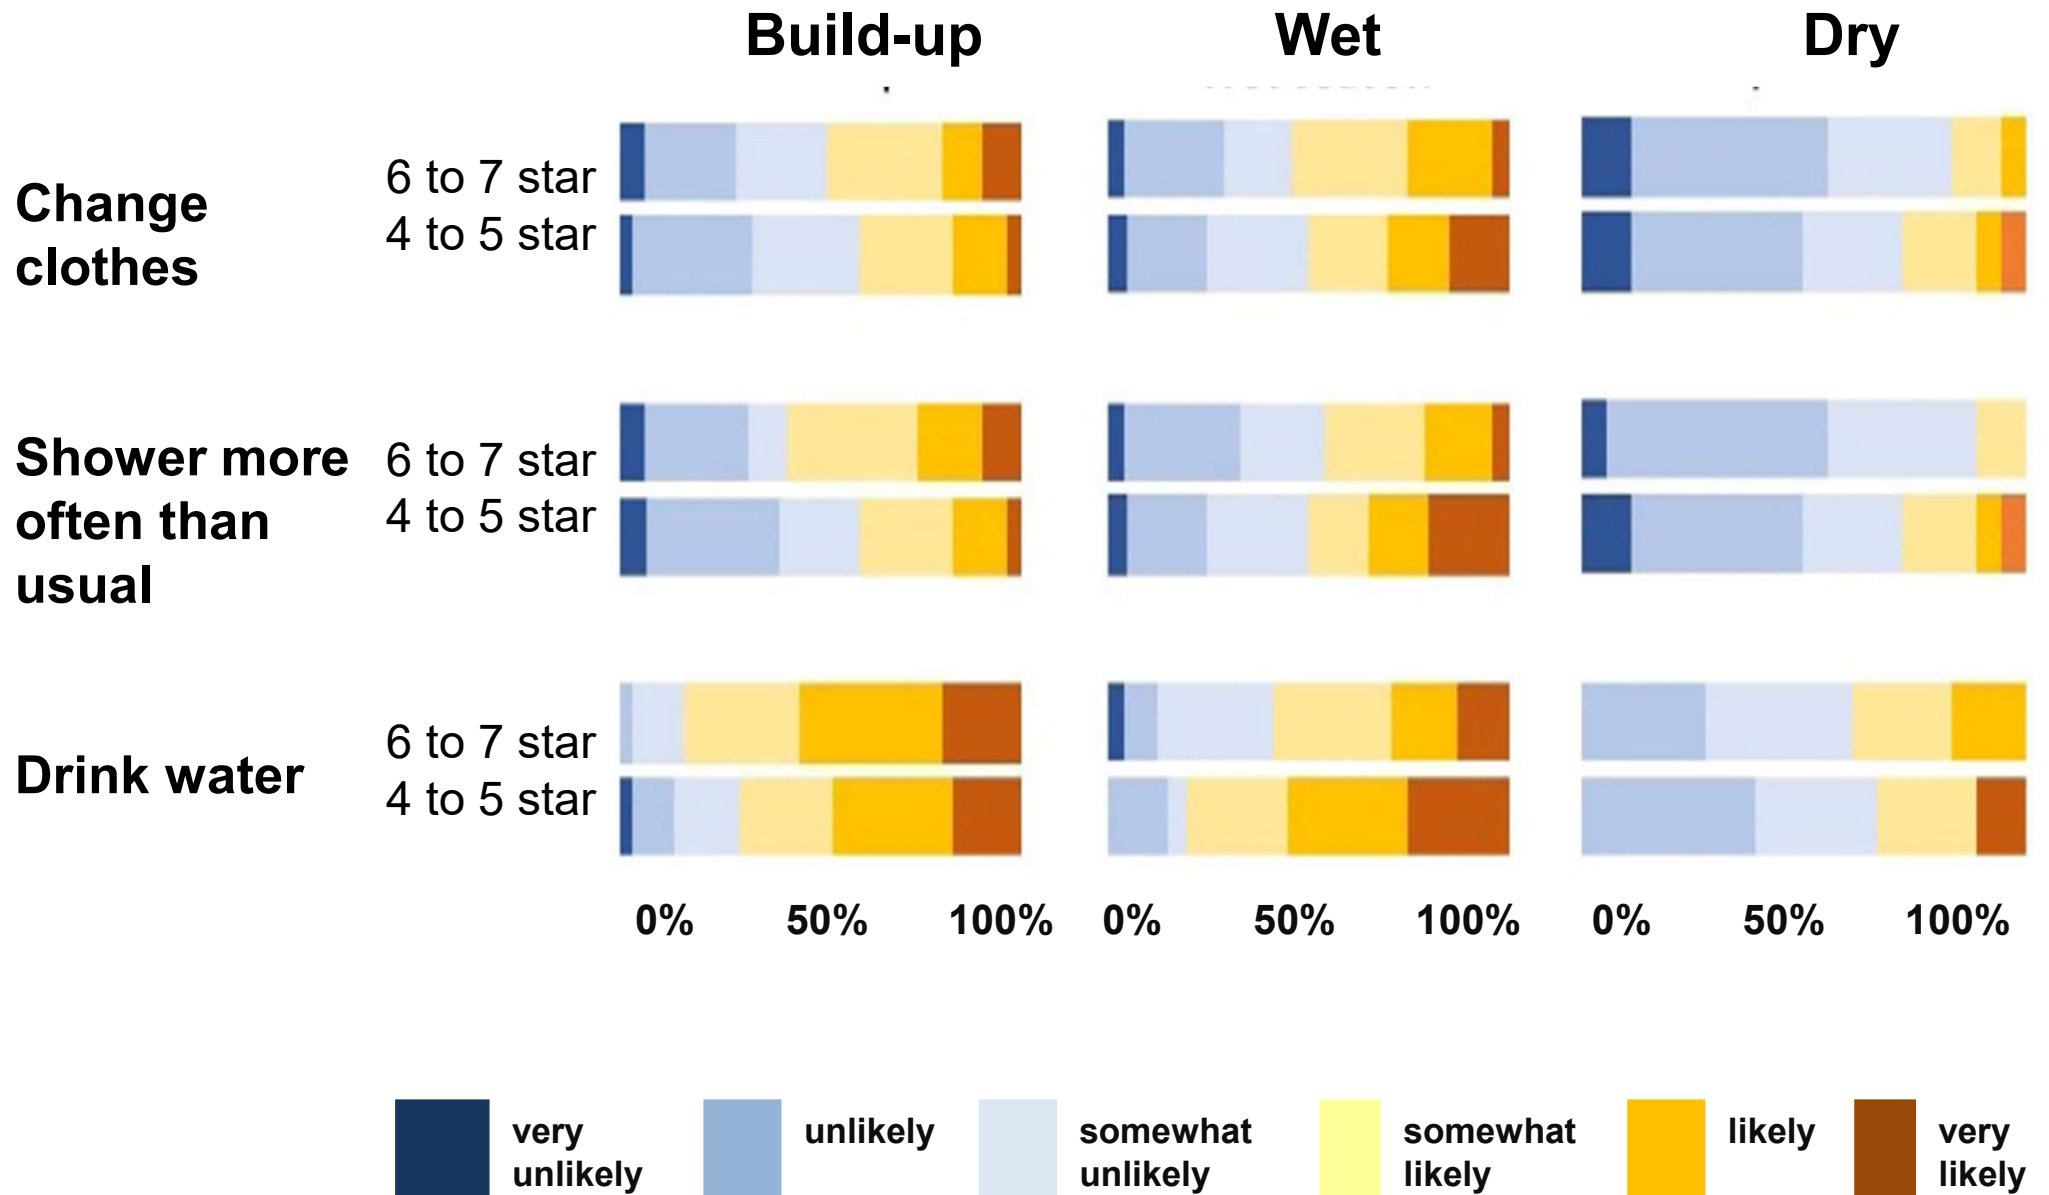 Build-up Wet Dry
Change
clothes
6 to 7 star
4 to 5 star
Shower more
often than
usual
6 to 7 star
4 to 5 star
Drink water
6 to 7 star
4 to 5 star
0% 50% 100% 0% 50% 100% 0% 50% 100%
very
unlikely
unlikely
somewhat
unlikely
somewhat
likely
likely
very
likely